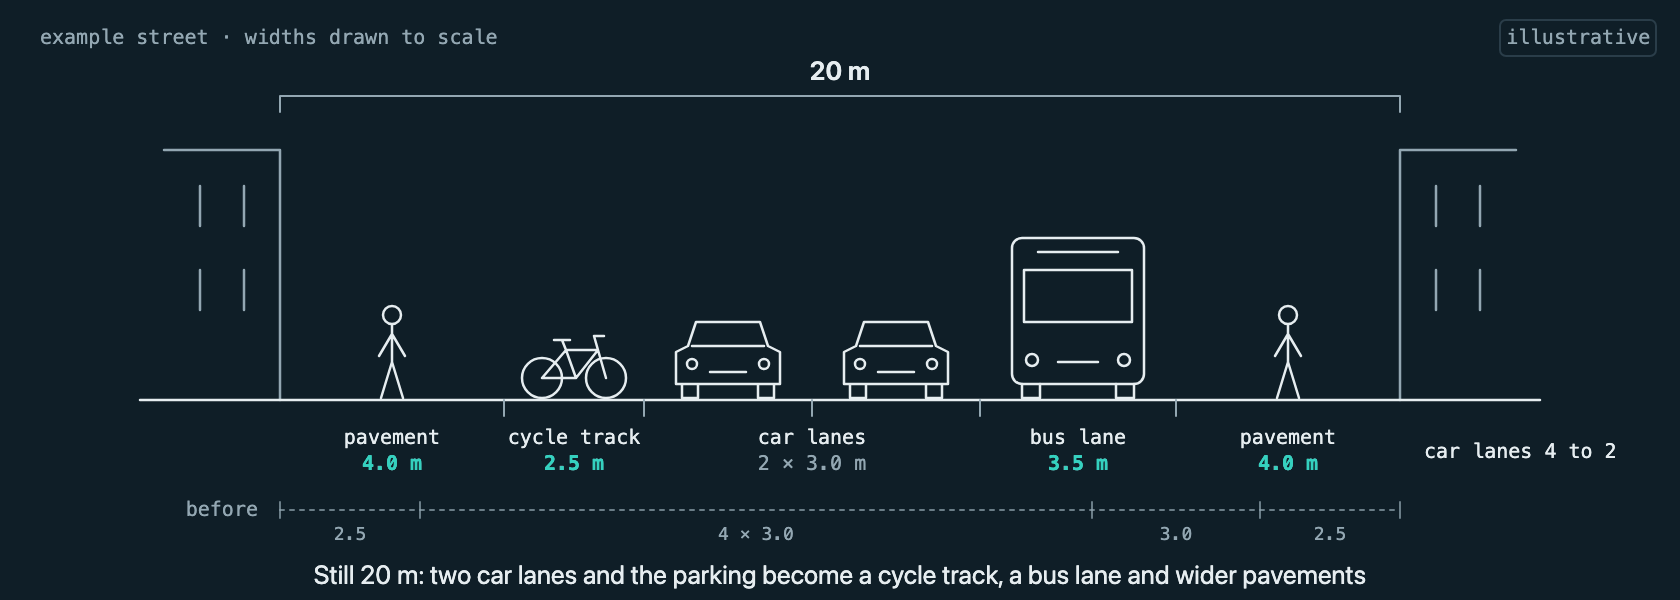 example street · widths drawn to scale
illustrative
20 m
pavement
4.0 m
cycle track
2.5 m
car lanes
2 × 3.0 m
bus lane
3.5 m
pavement
4.0 m
car lanes 4 to 2
before
2.5
4 × 3.0
3.0
2.5
Still 20 m: two car lanes and the parking become a cycle track, a bus lane and wider pavements